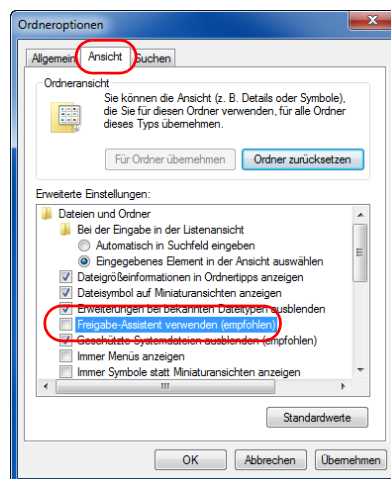 Ordneroptionen
Allgemein Ansicht Suchen
Ordneransicht
Sie können die Ansicht (z. B. Details oder Symbole),
die Sie für diesen Ordner verwenden, für alle Ordner
dieses Typs übernehmen.
Für Ordner übernehmen Ordner zurücksetzen
Erweiterte Einstellungen:
Dateien und Ordner
Bei der Eingabe in der Listenansicht
Automatisch in Suchfeld eingeben
Eingegebenes Element in der Ansicht auswählen
Dateigrößeinformationen in Ordnertipps anzeigen
Dateisymbol auf Miniaturansichten anzeigen
Erweiterungen bei bekannten Dateitypen ausblenden
Freigabe-Assistent verwenden (empfohlen)
Geschützte Systemdateien ausblenden (empfohlen)
Immer Menüs anzeigen
Immer Symbole statt Miniaturansichten anzeigen
Standardwerte
OK Abbrechen Übernehmen